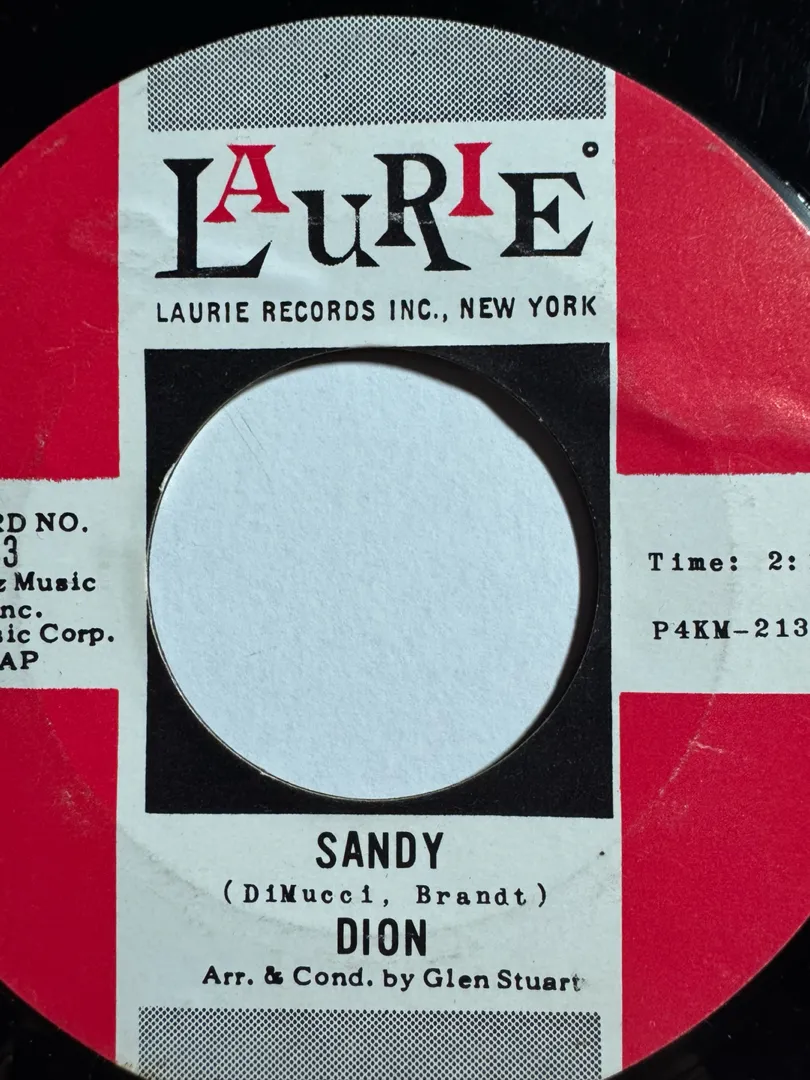 LAURIE
LAURIE RECORDS INC., NEW YORK
RD NO.
3
z Music
nc.
sic Corp.
AP
Time: 2:
P4KM-213
SANDY
(DiMucci, Brandt)
DION
Arr. & Cond. by Glen Stuart